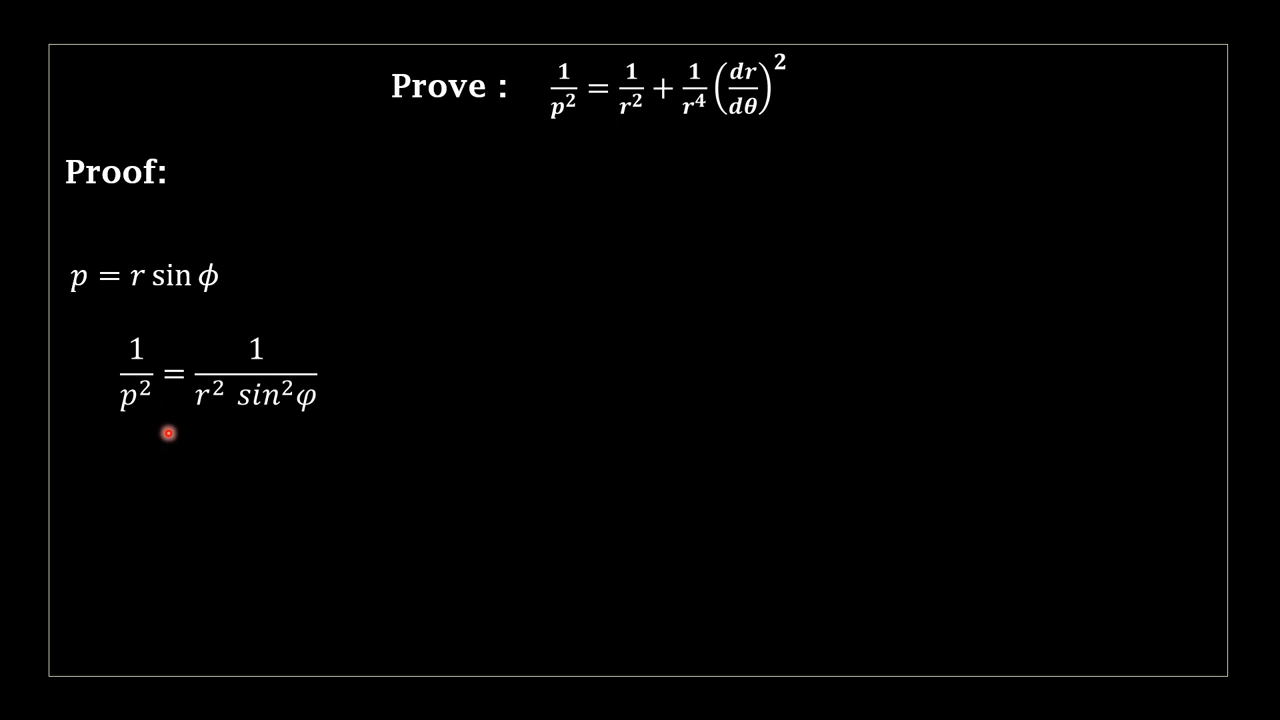 Prove : 1/p² = 1/r² + 1/r⁴ (dr/dθ)²
Proof:
p = r sin ϕ
1/p² = 1/(r² sin²φ)